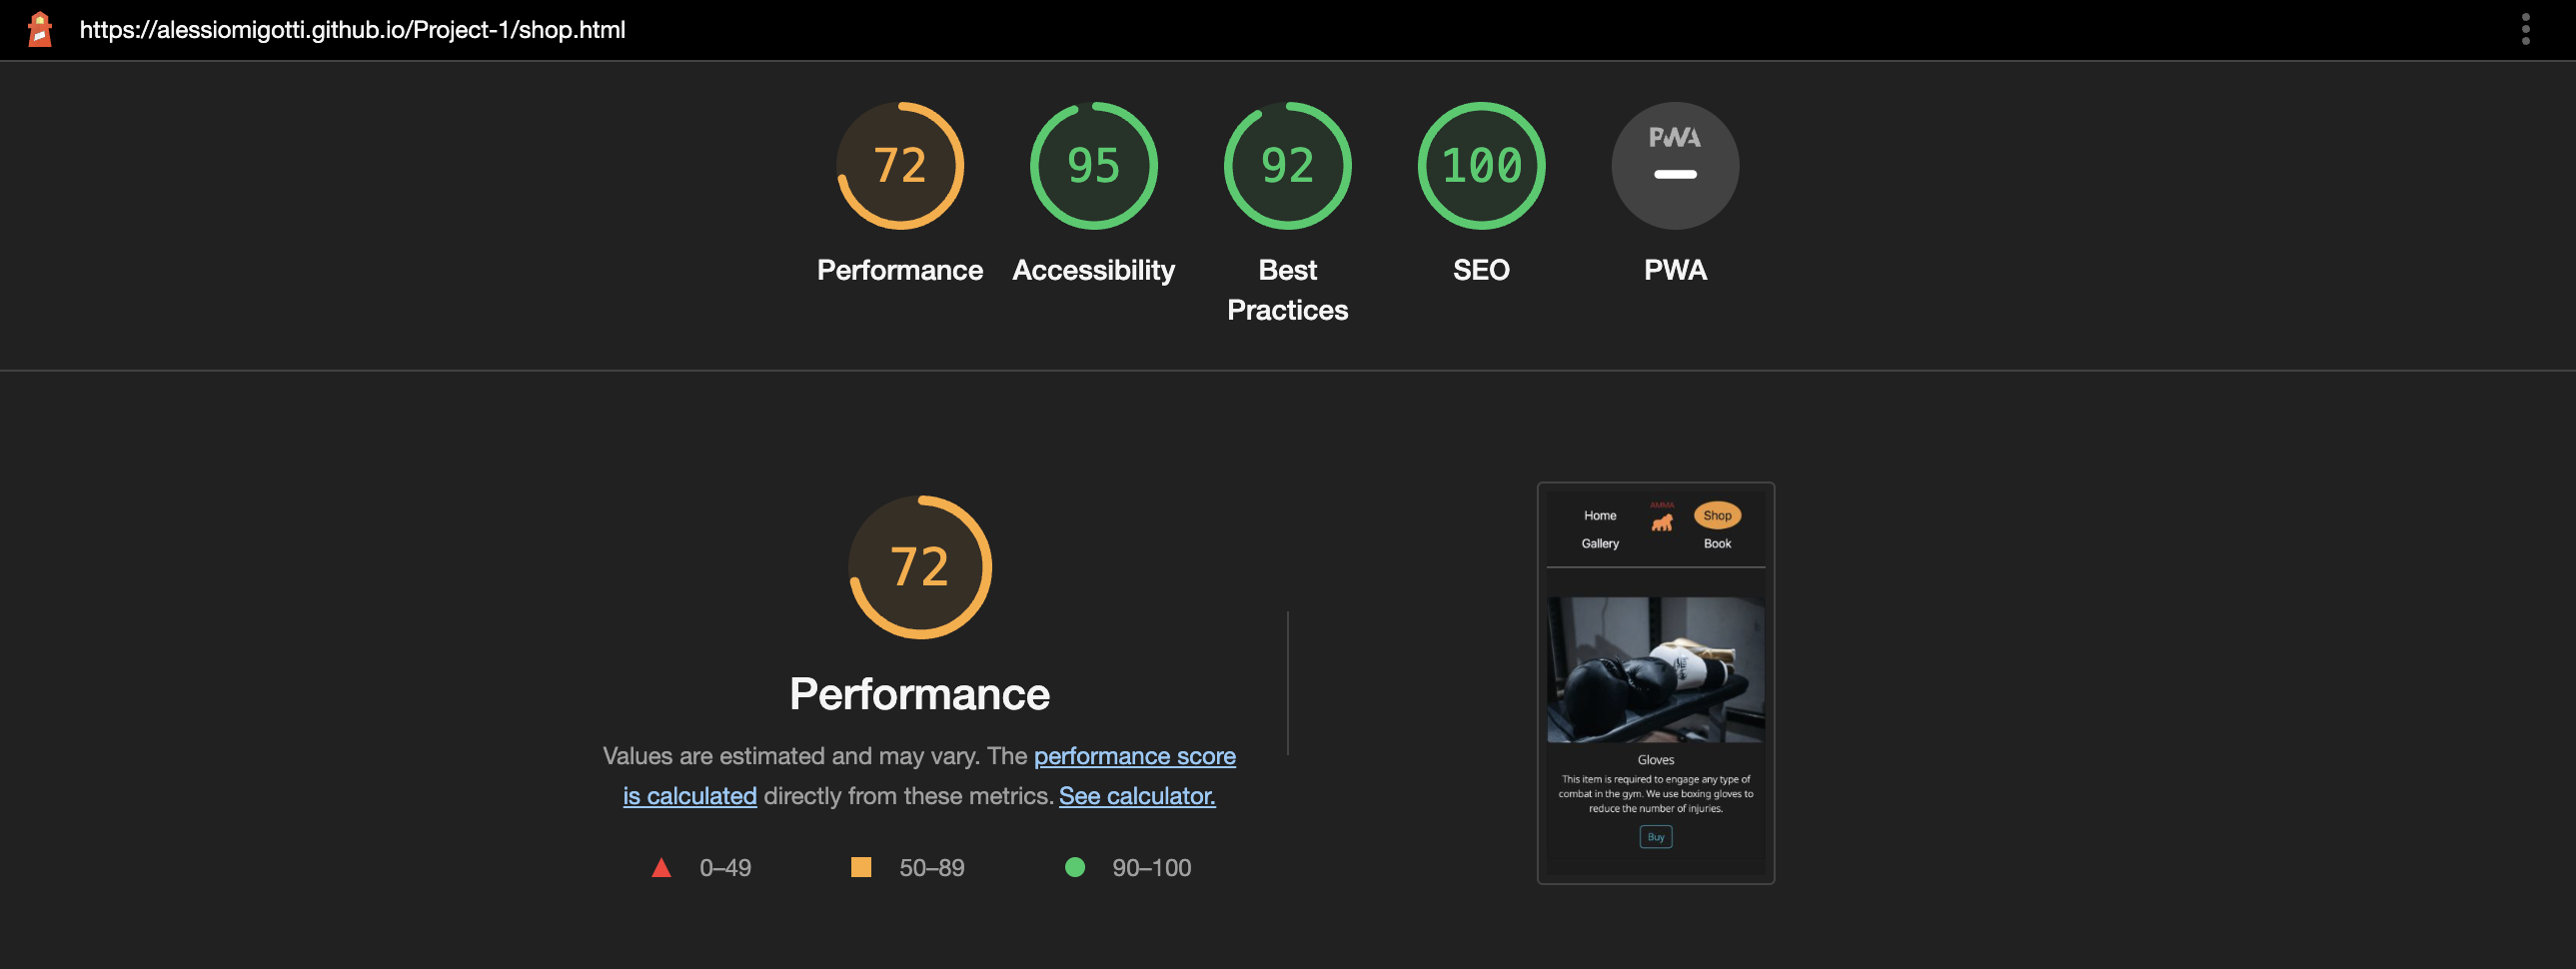 https://alessiomigotti.github.io/Project-1/shop.html
72
95
92
100
PWA
Performance
Accessibility
Best
Practices
SEO
PWA
72
Performance
Values are estimated and may vary. The performance score
is calculated directly from these metrics. See calculator.
0–49
50–89
90–100
Home
AMMA
Shop
Gallery
Book
Gloves
This item is required to engage any type of
combat in the gym. We use boxing gloves to
reduce the number of injuries.
Buy